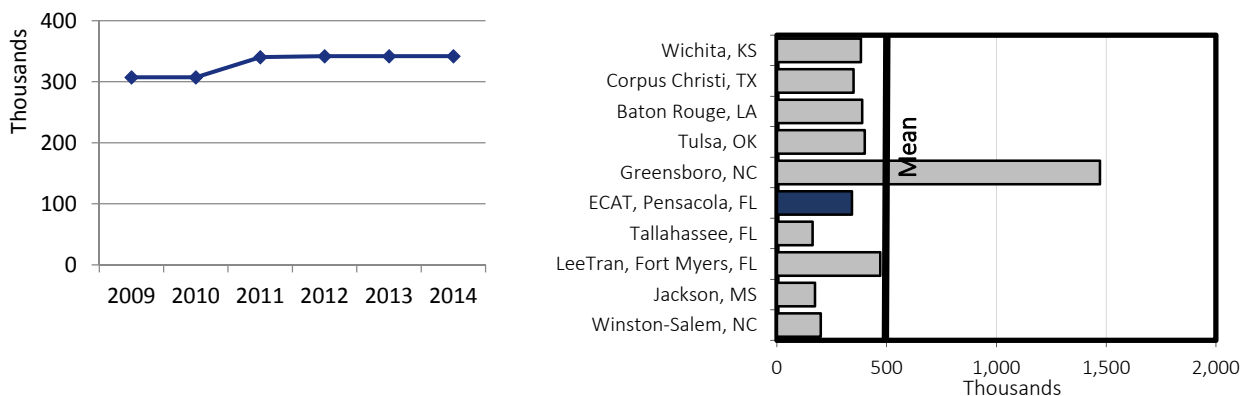 Thousands
400
300
200
100
0
2009 2010 2011 2012 2013 2014
Wichita, KS
Corpus Christi, TX
Baton Rouge, LA
Tulsa, OK
Greensboro, NC
ECAT, Pensacola, FL
Tallahassee, FL
LeeTran, Fort Myers, FL
Jackson, MS
Winston-Salem, NC
Mean
0 500 1,000 1,500 2,000
Thousands